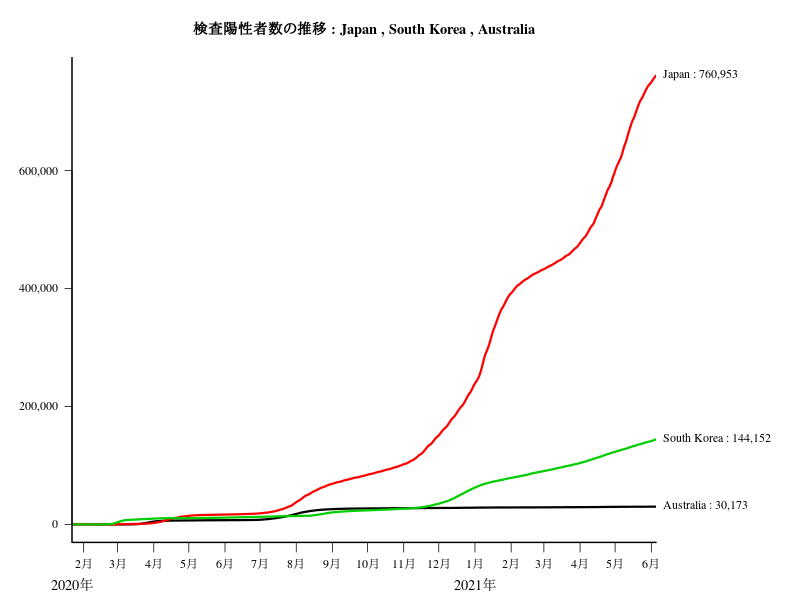 検査陽性者数の推移 : Japan , South Korea , Australia
Japan : 760,953
600,000
400,000
200,000
South Korea : 144,152
Australia : 30,173
0
2月 3月 4月 5月 6月 7月 8月 9月 10月 11月 12月 1月 2月 3月 4月 5月 6月
2020年 2021年